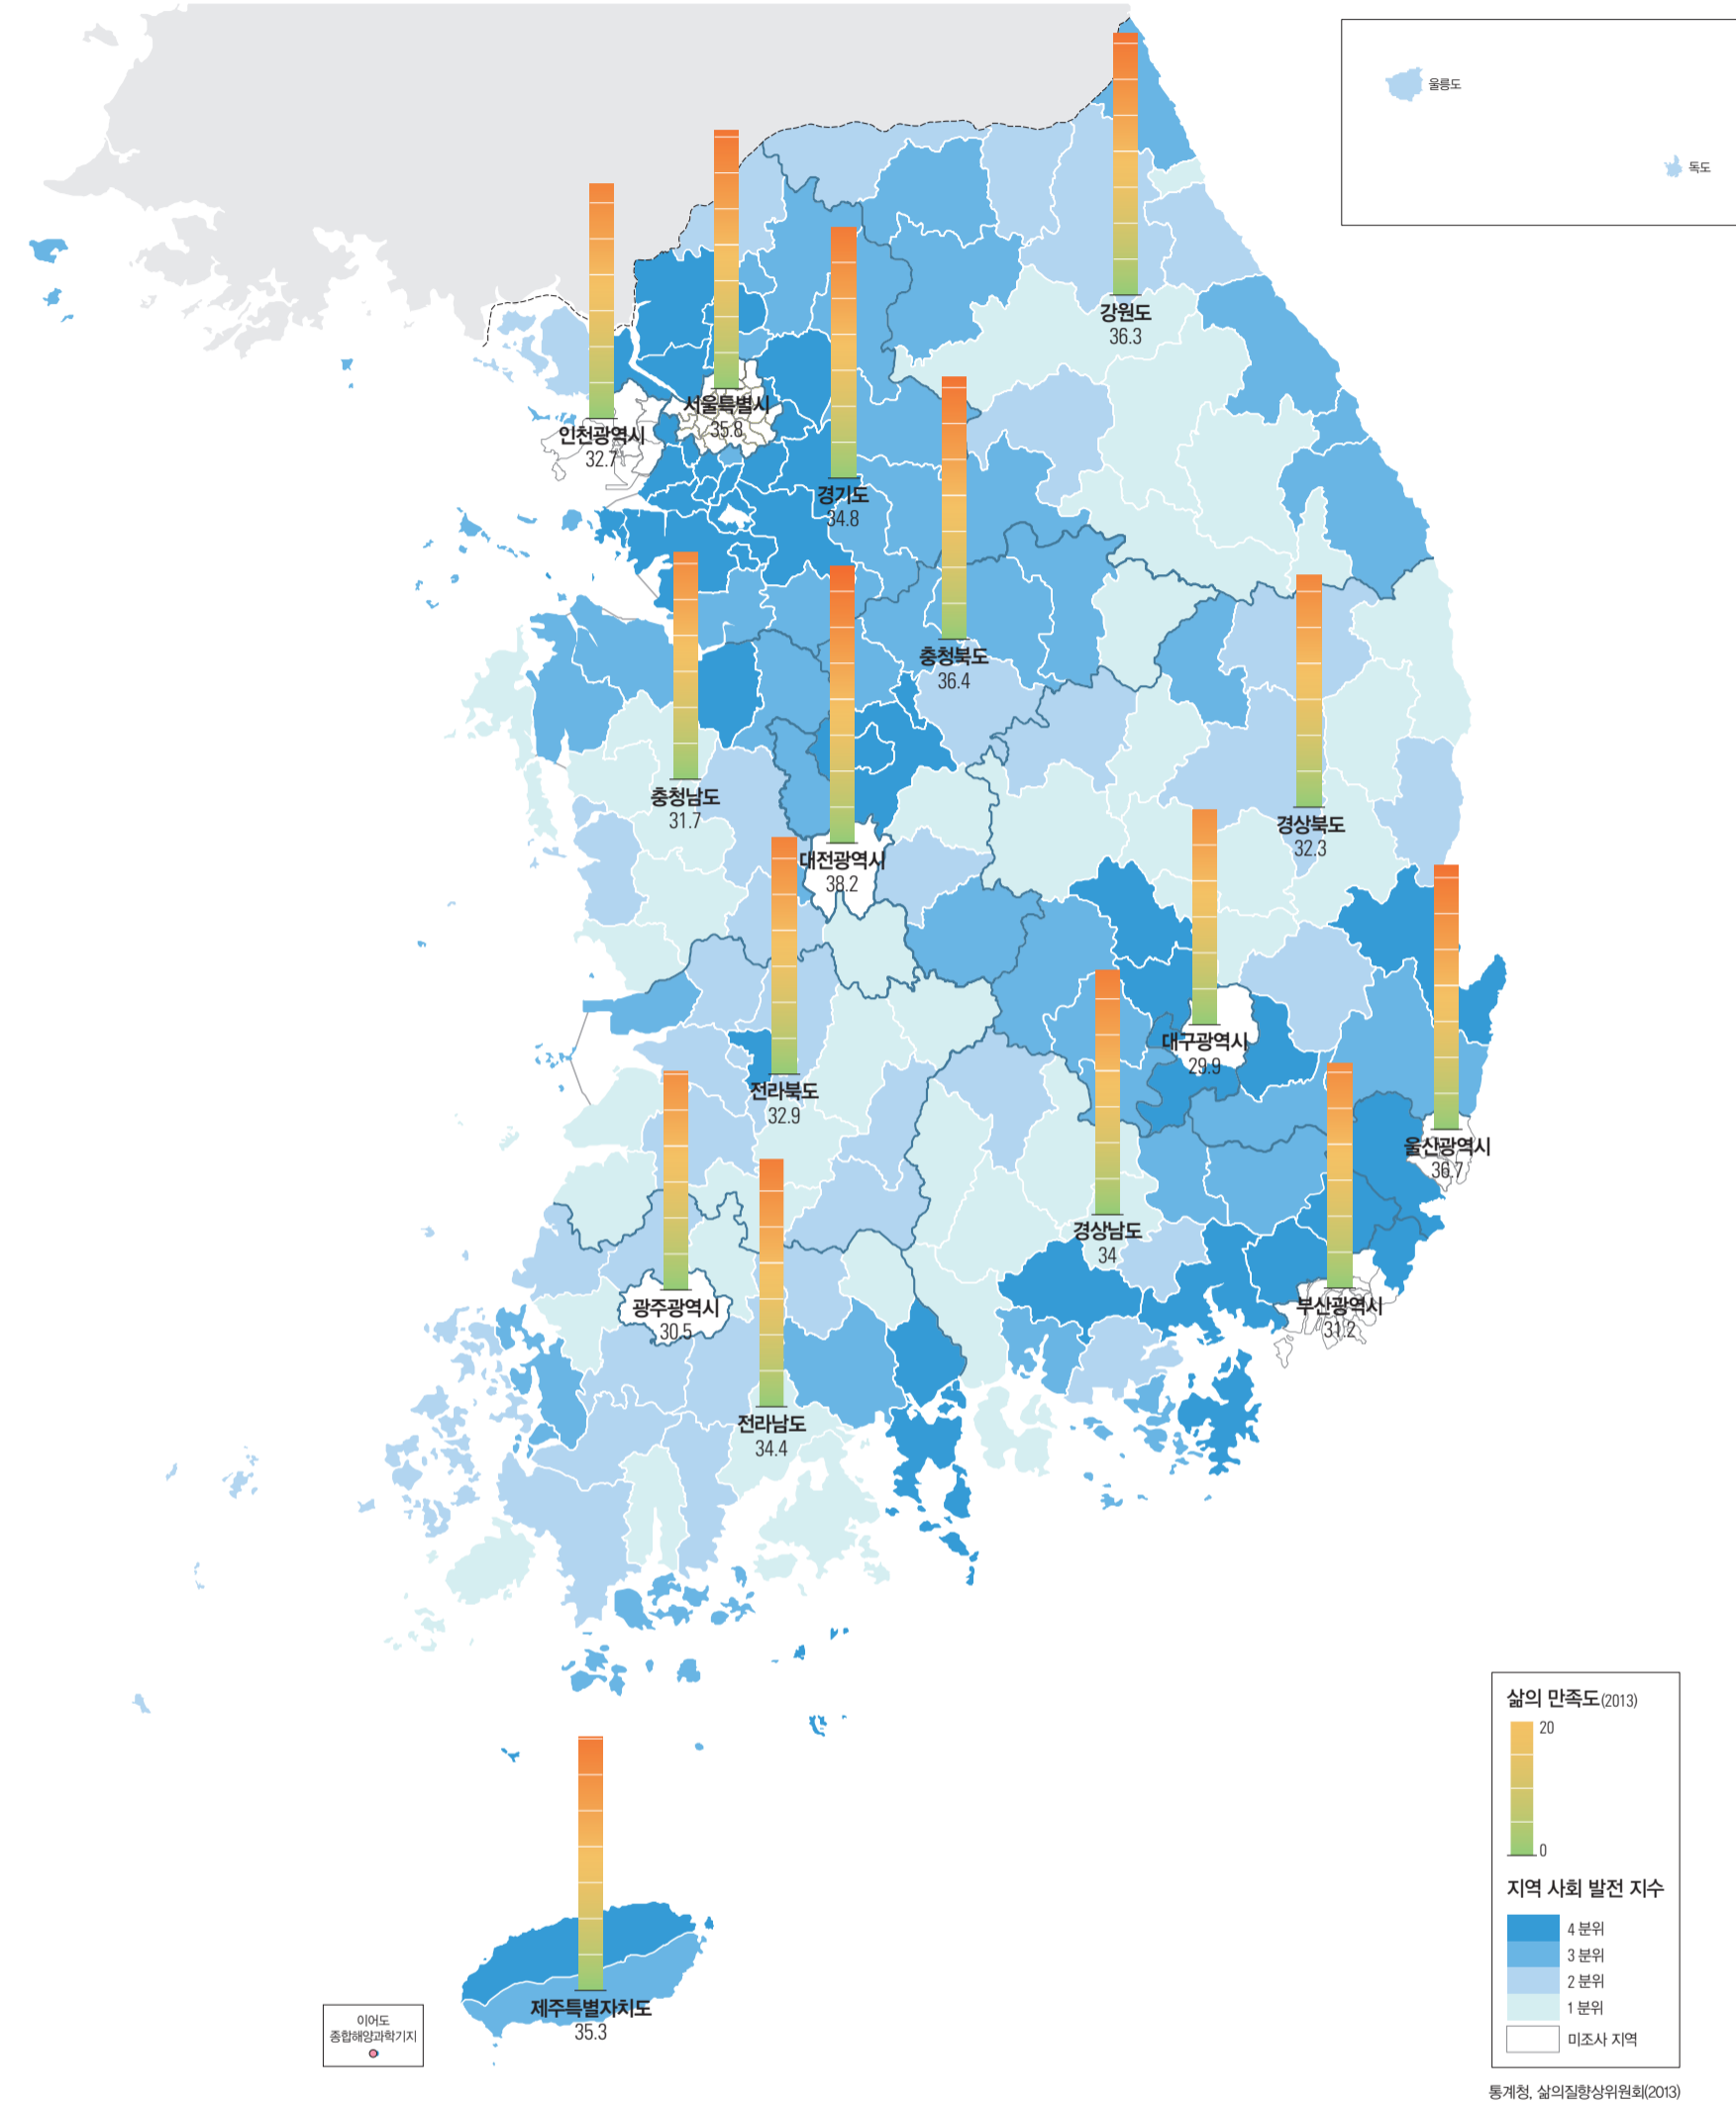 울릉도
독도
강원도
36.3
서울특별시
35.8
인천광역시
32.7
경기도
34.8
충청북도
36.4
충청남도
31.7
경상북도
32.3
대전광역시
38.2
대구광역시
29.9
전라북도
32.9
울산광역시
36.7
경상남도
34
광주광역시
30.5
부산광역시
31.2
전라남도
34.4
제주특별자치도
35.3
이어도
종합해양과학기지
삶의 만족도(2013)
20
0
지역 사회 발전 지수
4 분위
3 분위
2 분위
1 분위
미조사 지역
통계청, 삶의질향상위원회(2013)